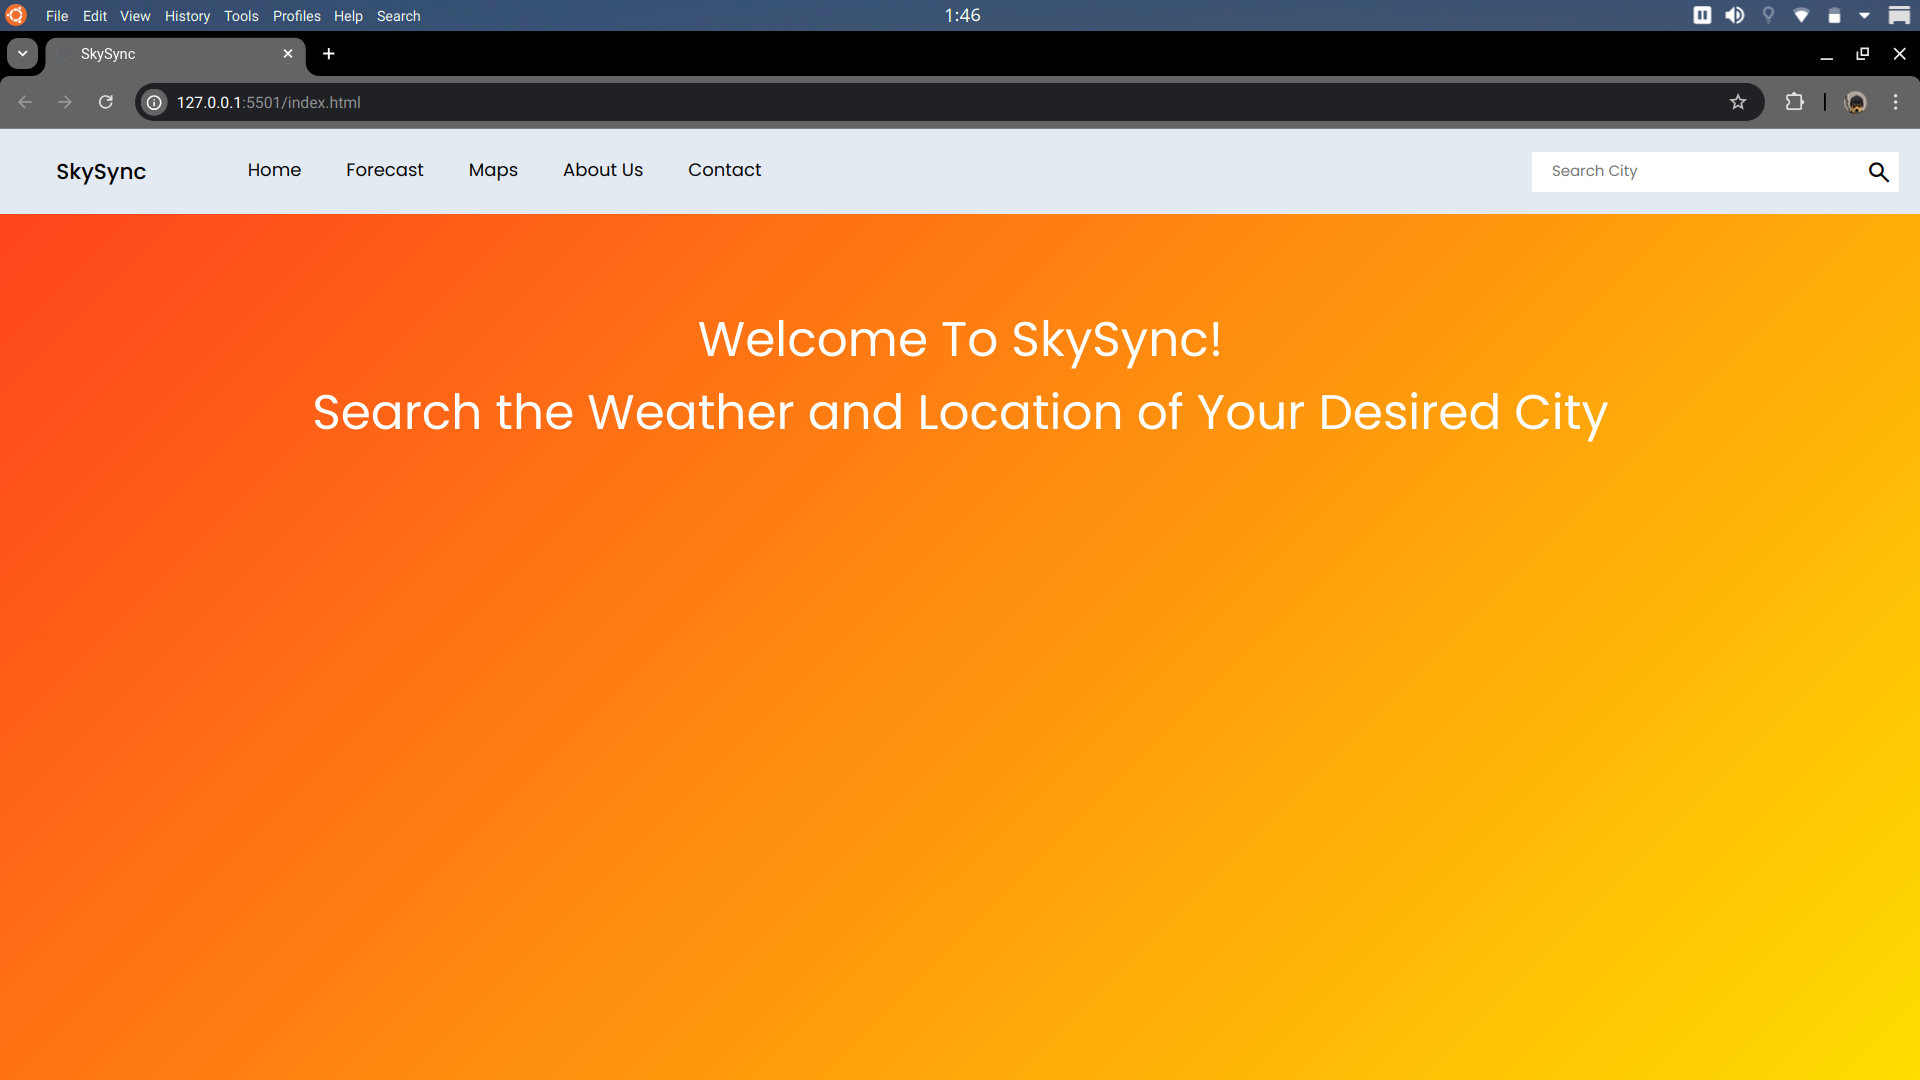 File Edit View History Tools Profiles Help Search 1:46
SkySync
127.0.0.1:5501/index.html
SkySync Home Forecast Maps About Us Contact Search City
Welcome To SkySync!
Search the Weather and Location of Your Desired City